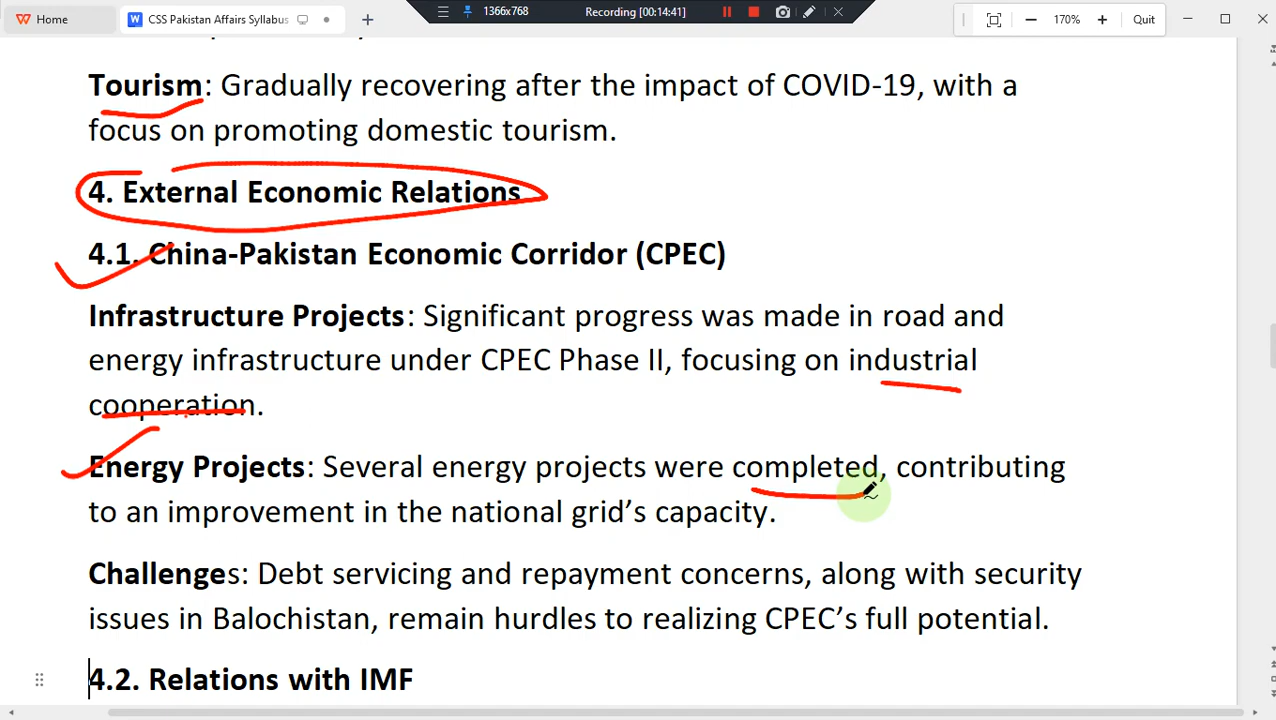 Home
CSS Pakistan Affairs Syllabus
1366x768
Recording [00:14:41]
170%
Quit
Tourism: Gradually recovering after the impact of COVID-19, with a
focus on promoting domestic tourism.
4. External Economic Relations
4.1. China-Pakistan Economic Corridor (CPEC)
Infrastructure Projects: Significant progress was made in road and
energy infrastructure under CPEC Phase II, focusing on industrial
cooperation.
Energy Projects: Several energy projects were completed, contributing
to an improvement in the national grid’s capacity.
Challenges: Debt servicing and repayment concerns, along with security
issues in Balochistan, remain hurdles to realizing CPEC’s full potential.
4.2. Relations with IMF